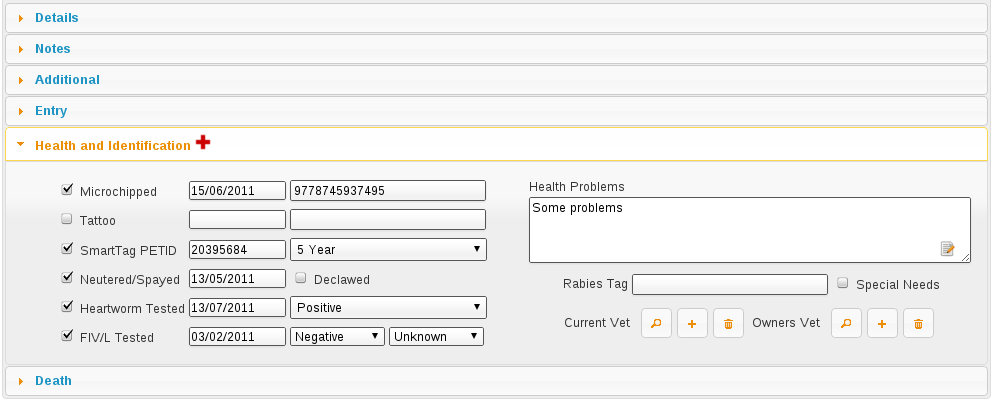 Details
Notes
Additional
Entry
Health and Identification
Microchipped 15/06/2011 9778745937495
Tattoo
SmartTag PETID 20395684 5 Year
Neutered/Spayed 13/05/2011 Declawed
Heartworm Tested 13/07/2011 Positive
FIV/L Tested 03/02/2011 Negative Unknown
Health Problems
Some problems
Rabies Tag Special Needs
Current Vet Owners Vet
Death